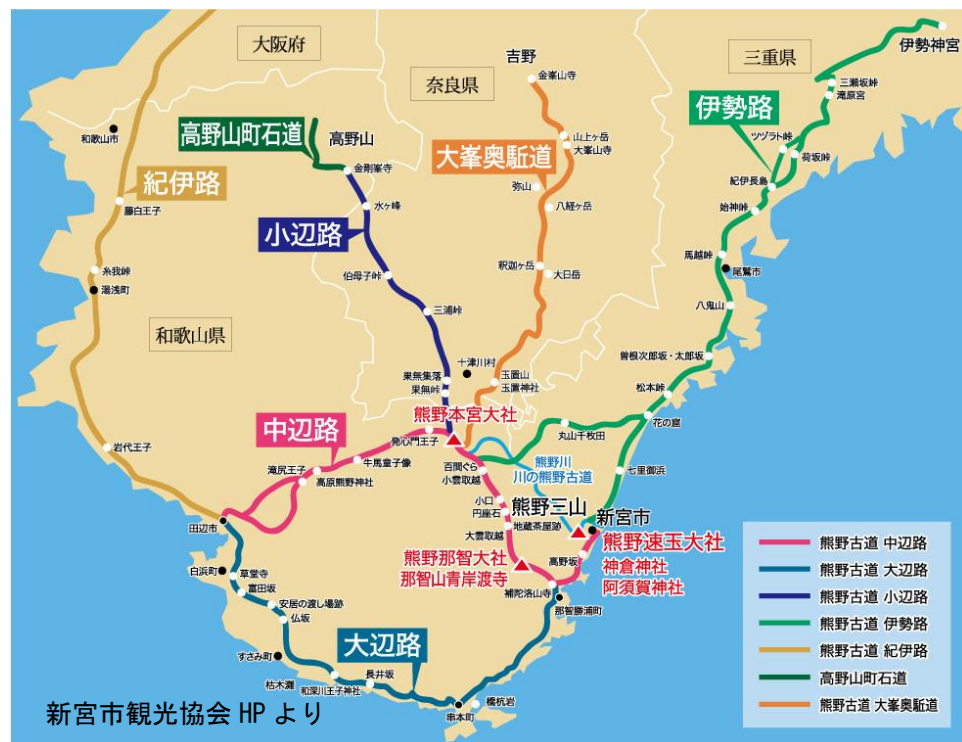 大阪府
奈良県
三重県
和歌山県
伊勢神宮
三瀬坂峠
滝原宮
伊勢路
ツヅラト峠
荷坂峠
紀伊長島
始神峠
馬越峠
尾鷲市
八鬼山
曽根次郎坂・太郎坂
松本峠
花の窟
丸山千枚田
七里御浜
吉野
金峯山寺
山上ヶ岳
大峯山寺
大峯奥駈道
弥山
八経ヶ岳
釈迦ヶ岳
大日岳
十津川村
玉置山
玉置神社
高野山町石道
高野山
金剛峯寺
水ヶ峰
小辺路
伯母子峠
三浦峠
果無集落
果無峠
和歌山市
紀伊路
藤白王子
糸我峠
湯浅町
岩代王子
中辺路
熊野本宮大社
発心門王子
牛馬童子像
滝尻王子
高原熊野神社
田辺市
百間ぐら
小雲取越
熊野川
川の熊野古道
小口
円座石
熊野三山
地蔵茶屋跡
大雲取越
新宮市
熊野速玉大社
神倉神社
阿須賀神社
高野坂
熊野那智大社
那智山青岸渡寺
補陀洛山寺
那智勝浦町
白浜町
草堂寺
富田坂
安居の渡し場跡
仏坂
すさみ町
大辺路
長井坂
和深川王子神社
枯木灘
串本町
橋杭岩
熊野古道 中辺路
熊野古道 大辺路
熊野古道 小辺路
熊野古道 伊勢路
熊野古道 紀伊路
高野山町石道
熊野古道 大峯奥駈道
新宮市観光協会 HP より